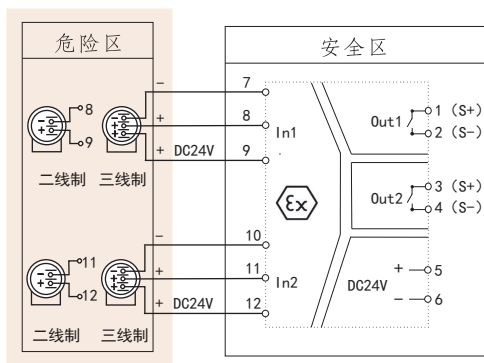 危险区
安全区
− 7
+ 8
+ DC24V 9
8
9
二线制 三线制
In1
Out1
1 (S+)
2 (S−)
εx
Out2
3 (S+)
4 (S−)
− 10
+ 11
+ DC24V 12
11
12
二线制 三线制
In2
DC24V
+ 5
− 6